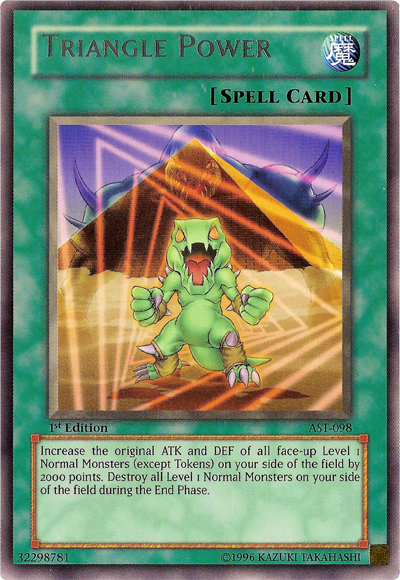 Triangle Power
SPELL
魔
[Spell Card]
1st Edition
AST-098
Increase the original ATK and DEF of all face-up Level 1
Normal Monsters (except Tokens) on your side of the field by
2000 points. Destroy all Level 1 Normal Monsters on your side
of the field during the End Phase.
32298781
©1996 KAZUKI TAKAHASHI